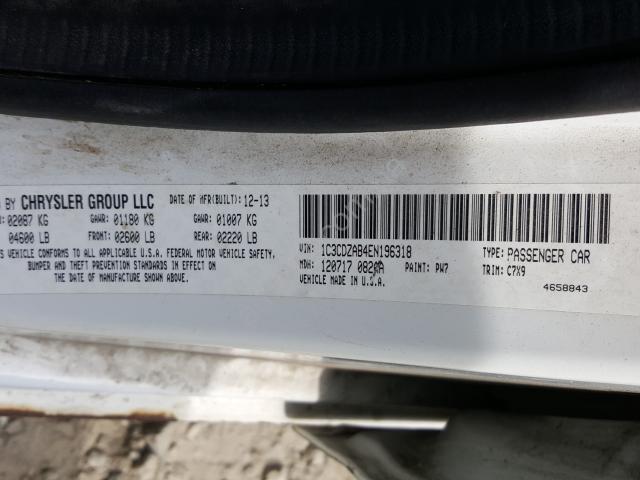 BY CHRYSLER GROUP LLC DATE OF MFR(BUILT): 12-13
: 02087 KG GAWR: 01180 KG GAWR: 01007 KG
04600 LB FRONT: 02600 LB REAR: 02220 LB
VEHICLE CONFORMS TO ALL APPLICABLE U.S.A. FEDERAL MOTOR VEHICLE SAFETY,
BUMPER AND THEFT PREVENTION STANDARDS IN EFFECT ON
THE DATE OF MANUFACTURE SHOWN ABOVE.
VIN: 1C3CDZAB4EN196318 TYPE: PASSENGER CAR
MDH: 120717 082AA PAINT: PW7 TRIM: C7X9
VEHICLE MADE IN U.S.A. 4658843